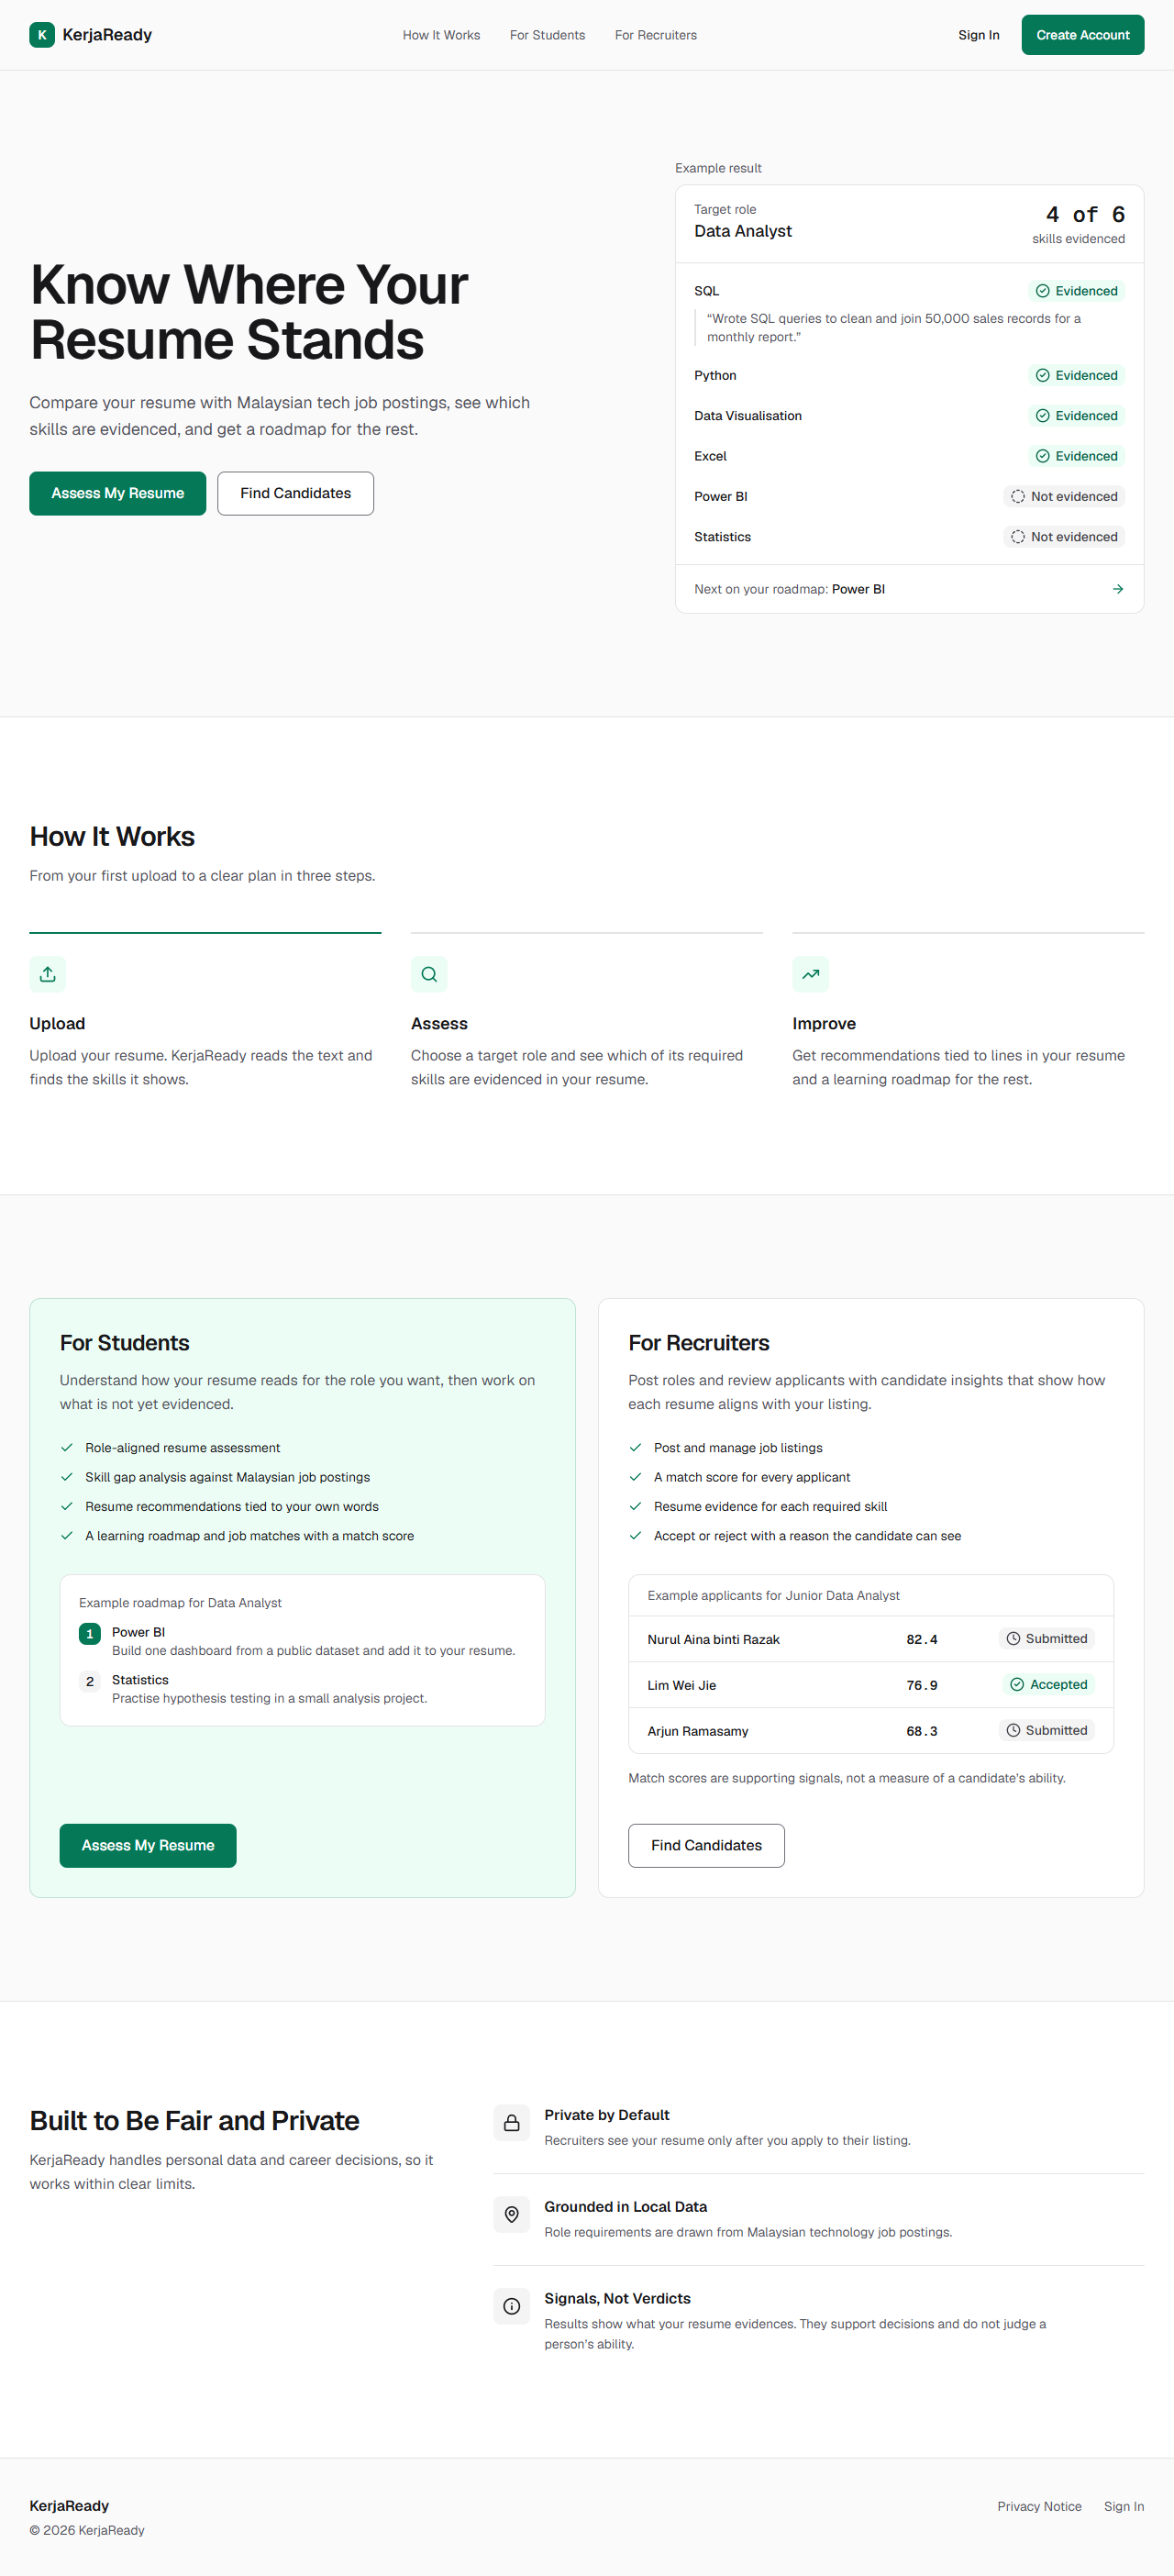 K KerjaReady
How It Works For Students For Recruiters
Sign In Create Account
Know Where Your
Resume Stands
Compare your resume with Malaysian tech job postings, see which
skills are evidenced, and get a roadmap for the rest.
Assess My Resume Find Candidates
Example result
Target role
Data Analyst
4 of 6
skills evidenced
SQL Evidenced
“Wrote SQL queries to clean and join 50,000 sales records for a
monthly report.”
Python Evidenced
Data Visualisation Evidenced
Excel Evidenced
Power BI Not evidenced
Statistics Not evidenced
Next on your roadmap: Power BI
How It Works
From your first upload to a clear plan in three steps.
Upload
Upload your resume. KerjaReady reads the text and
finds the skills it shows.
Assess
Choose a target role and see which of its required
skills are evidenced in your resume.
Improve
Get recommendations tied to lines in your resume
and a learning roadmap for the rest.
For Students
Understand how your resume reads for the role you want, then work on
what is not yet evidenced.
Role-aligned resume assessment
Skill gap analysis against Malaysian job postings
Resume recommendations tied to your own words
A learning roadmap and job matches with a match score
Example roadmap for Data Analyst
1 Power BI
Build one dashboard from a public dataset and add it to your resume.
2 Statistics
Practise hypothesis testing in a small analysis project.
Assess My Resume
For Recruiters
Post roles and review applicants with candidate insights that show how
each resume aligns with your listing.
Post and manage job listings
A match score for every applicant
Resume evidence for each required skill
Accept or reject with a reason the candidate can see
Example applicants for Junior Data Analyst
Nurul Aina binti Razak 82.4 Submitted
Lim Wei Jie 76.9 Accepted
Arjun Ramasamy 68.3 Submitted
Match scores are supporting signals, not a measure of a candidate's ability.
Find Candidates
Built to Be Fair and Private
KerjaReady handles personal data and career decisions, so it
works within clear limits.
Private by Default
Recruiters see your resume only after you apply to their listing.
Grounded in Local Data
Role requirements are drawn from Malaysian technology job postings.
Signals, Not Verdicts
Results show what your resume evidences. They support decisions and do not judge a
person's ability.
KerjaReady
© 2026 KerjaReady
Privacy Notice Sign In